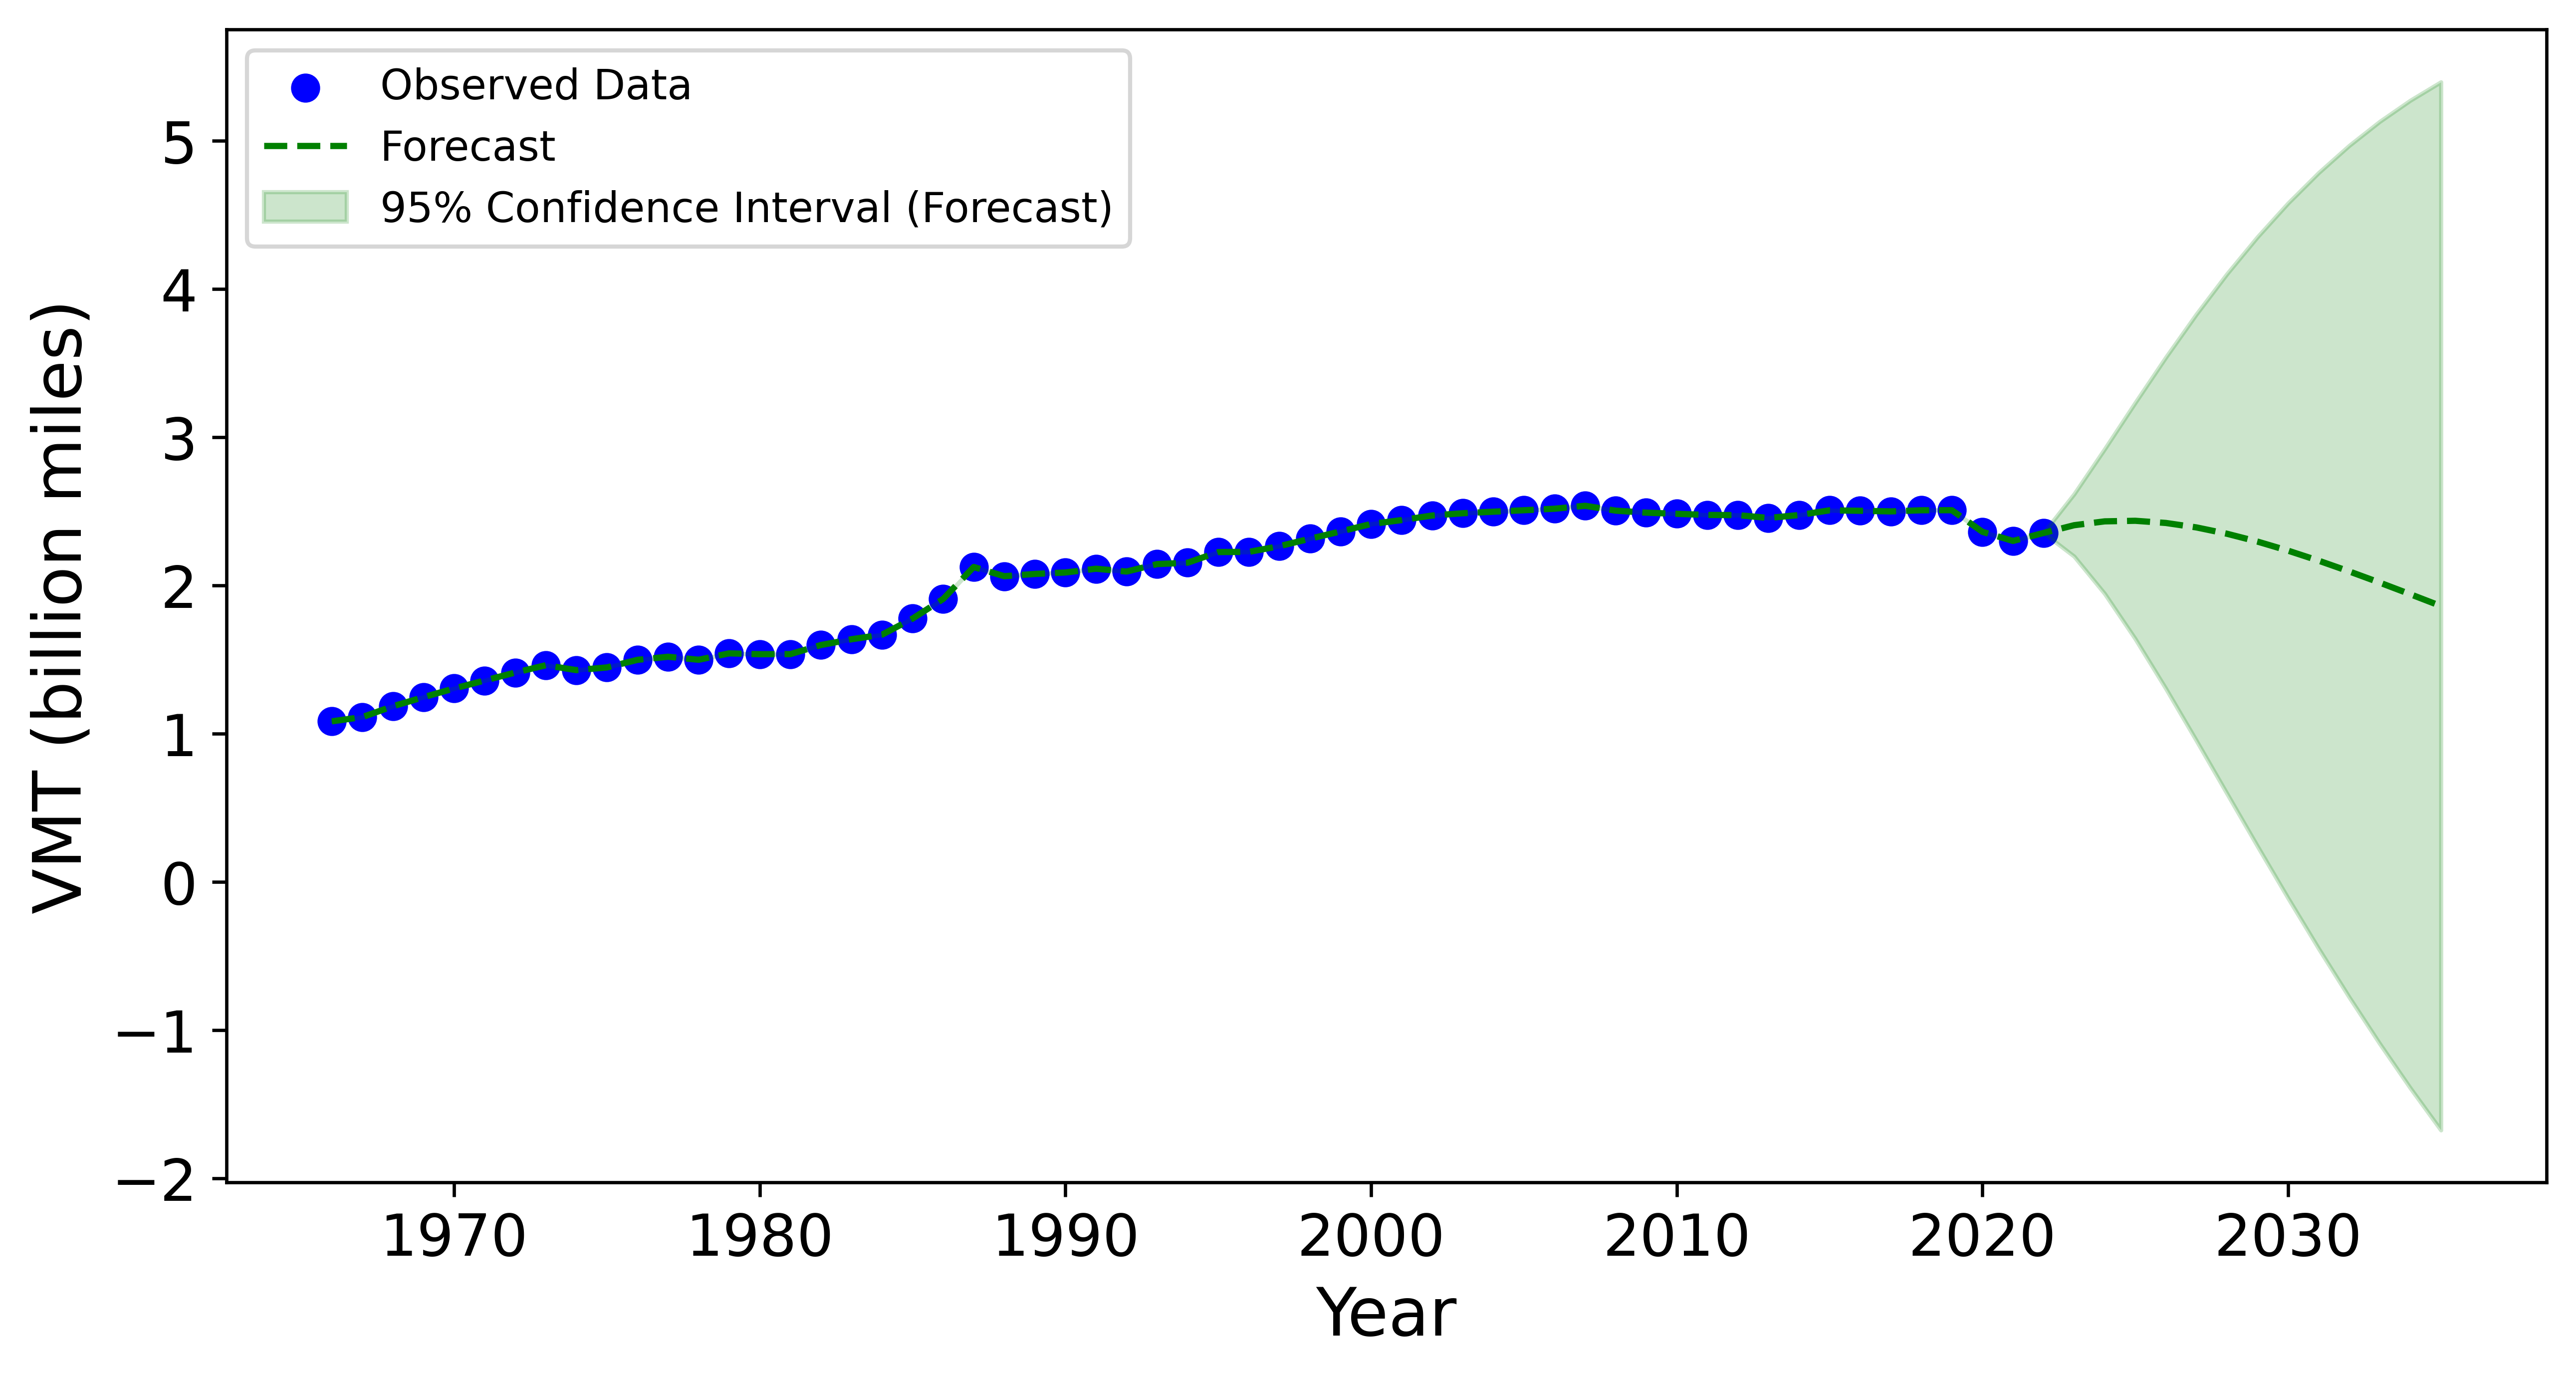 Observed Data
Forecast
95% Confidence Interval (Forecast)
VMT (billion miles)
5
4
3
2
1
0
−1
−2
1970 1980 1990 2000 2010 2020 2030
Year